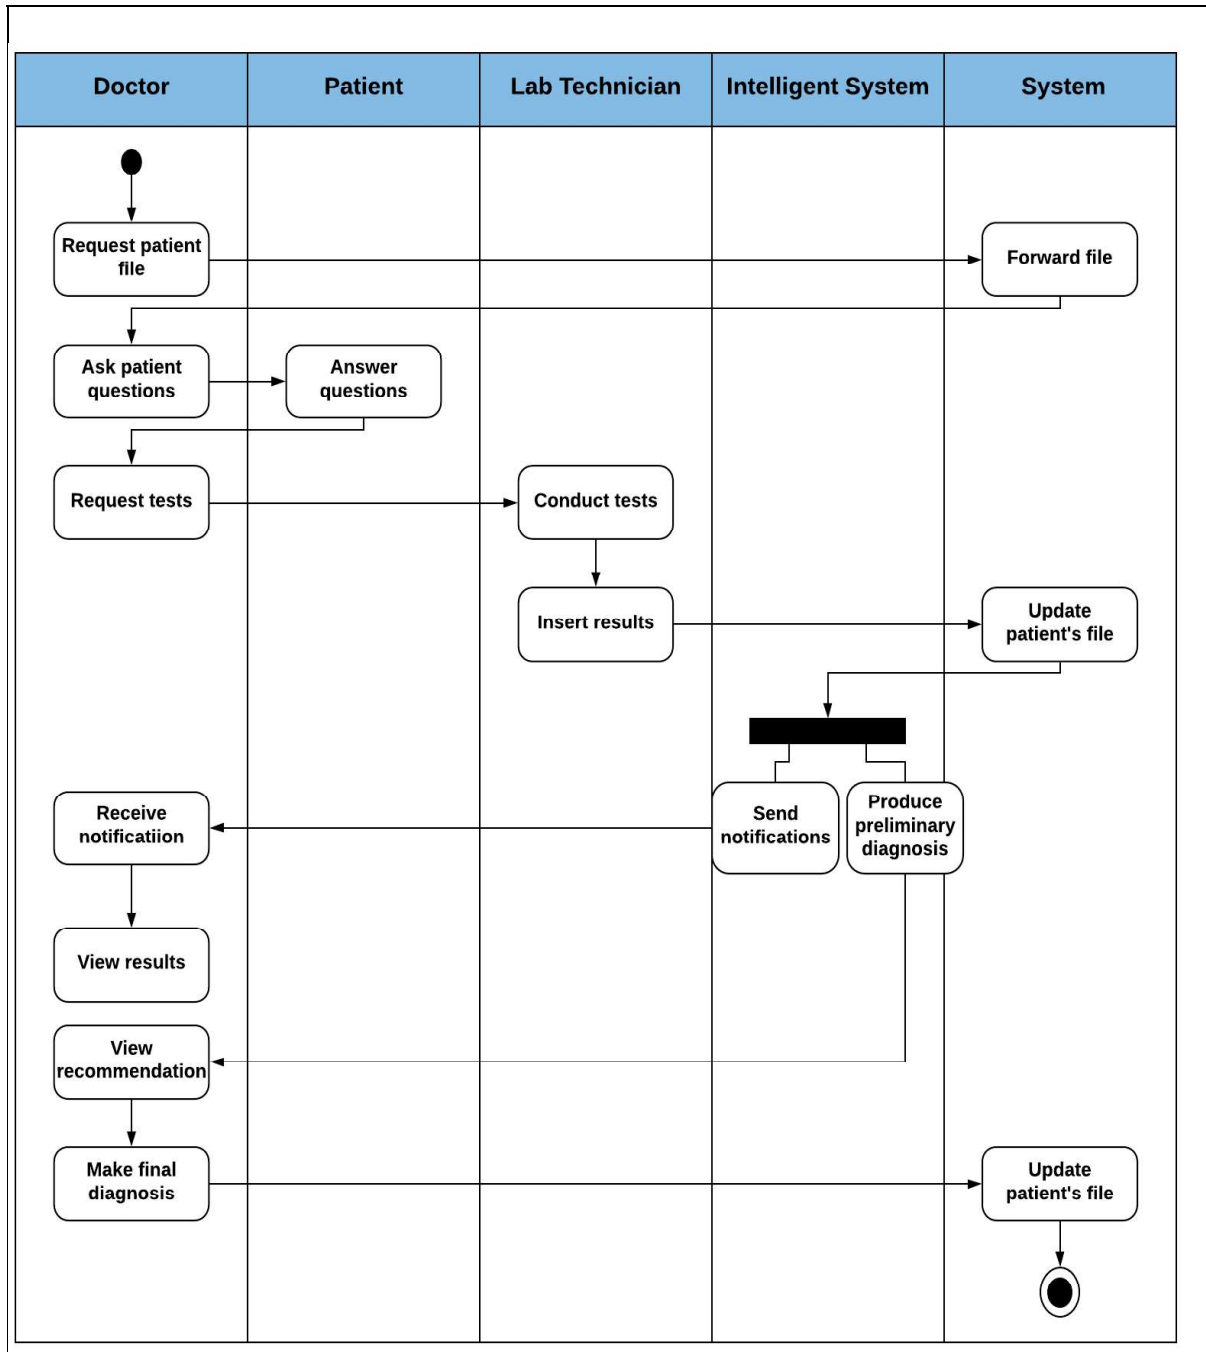 Doctor
Patient
Lab Technician
Intelligent System
System
Request patient
file
Forward file
Ask patient
questions
Answer
questions
Request tests
Conduct tests
Insert results
Update
patient's file
Receive
notificatiion
Send
notifications
Produce
preliminary
diagnosis
View results
View
recommendation
Make final
diagnosis
Update
patient's file